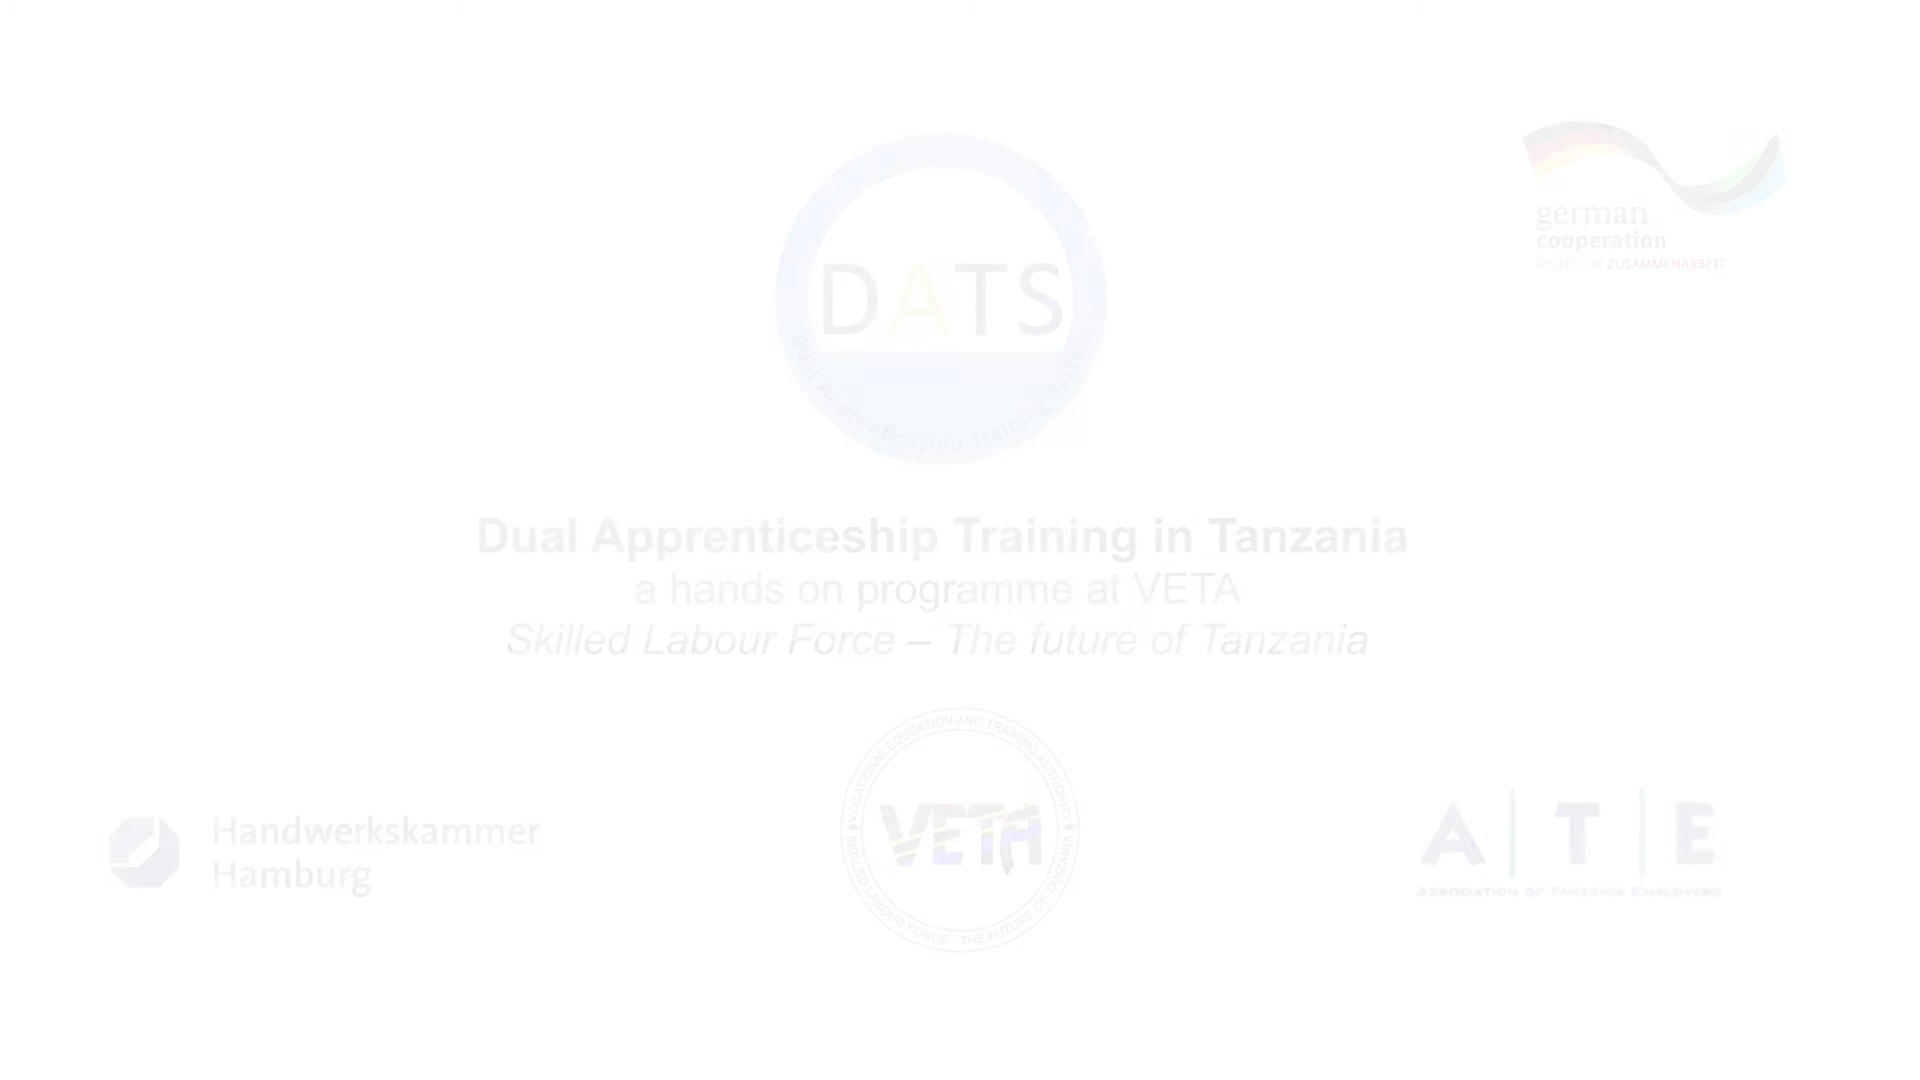 german
cooperation
DEUTSCHE ZUSAMMENARBEIT
DATS
Dual Apprenticeship Training System
Dual Apprenticeship Training in Tanzania
a hands on programme at VETA
Skilled Labour Force – The future of Tanzania
VOCATIONAL EDUCATION AND TRAINING AUTHORITY
VETA
SKILLED LABOUR FORCE - THE FUTURE OF TANZANIA
Handwerkskammer
Hamburg
A T E
ASSOCIATION OF TANZANIA EMPLOYERS